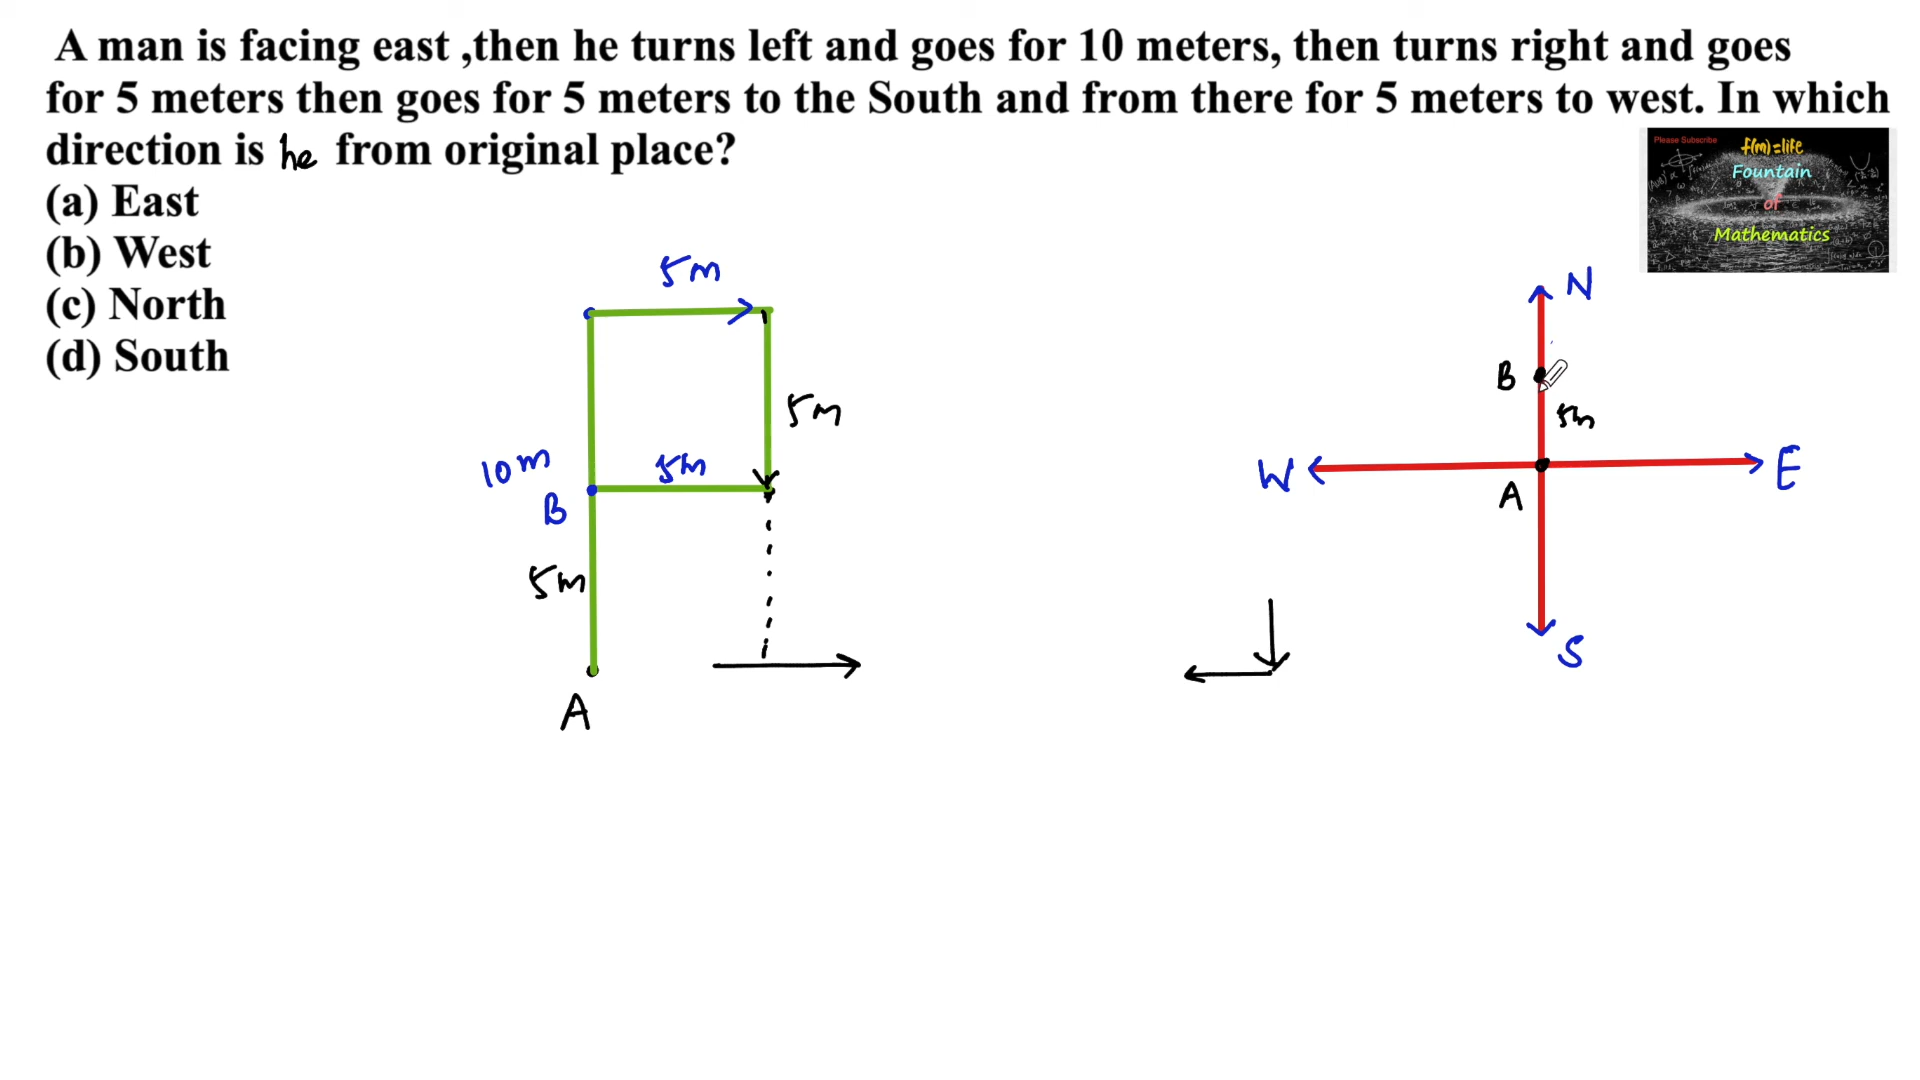 A man is facing east ,then he turns left and goes for 10 meters, then turns right and goes
for 5 meters then goes for 5 meters to the South and from there for 5 meters to west. In which
direction is he from original place?
(a) East
(b) West
(c) North
(d) South
Please Subscribe
f(m)=life
Fountain
of
Mathematics
5m
5m
10m
5m
B
5m
A
N
B
5m
W
E
A
S